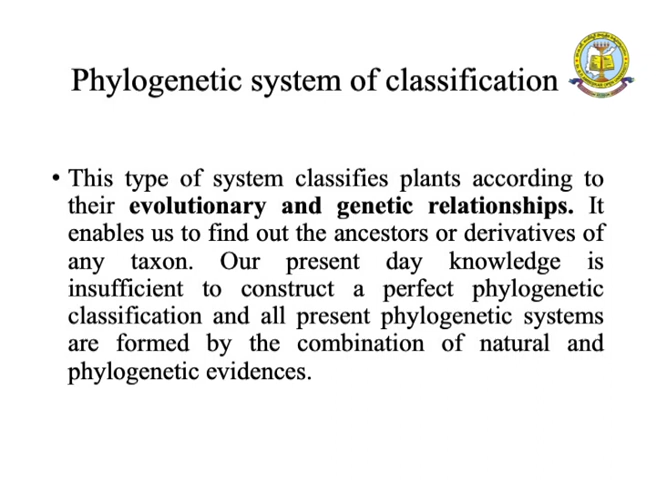 Phylogenetic system of classification
• This type of system classifies plants according to
their evolutionary and genetic relationships. It
enables us to find out the ancestors or derivatives of
any taxon. Our present day knowledge is
insufficient to construct a perfect phylogenetic
classification and all present phylogenetic systems
are formed by the combination of natural and
phylogenetic evidences.